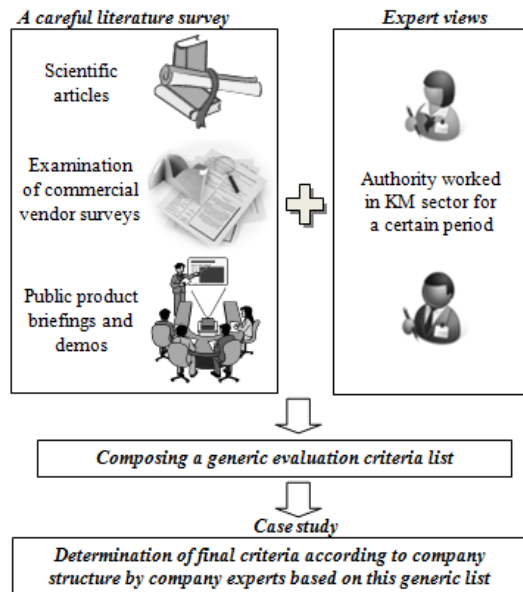 A careful literature survey
Scientific
articles
Examination
of commercial
vendor surveys
Public product
briefings and
demos
Expert views
Authority worked
in KM sector for
a certain period
Composing a generic evaluation criteria list
Case study
Determination of final criteria according to company
structure by company experts based on this generic list